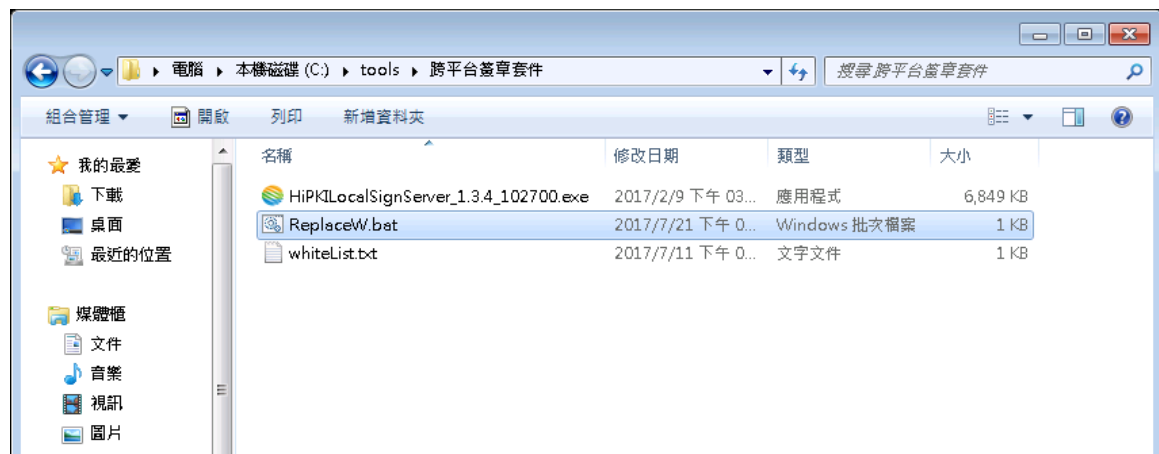 電腦 ▸ 本機磁碟 (C:) ▸ tools ▸ 跨平台簽章套件
搜尋 跨平台簽章套件
組合管理 開啟 列印 新增資料夾
我的最愛
下載
桌面
最近的位置
媒體櫃
文件
音樂
視訊
圖片
名稱 修改日期 類型 大小
HiPKILocalSignServer_1.3.4_102700.exe 2017/2/9 下午 03... 應用程式 6,849 KB
ReplaceW.bat 2017/7/21 下午 0... Windows 批次檔案 1 KB
whiteList.txt 2017/7/11 下午 0... 文字文件 1 KB